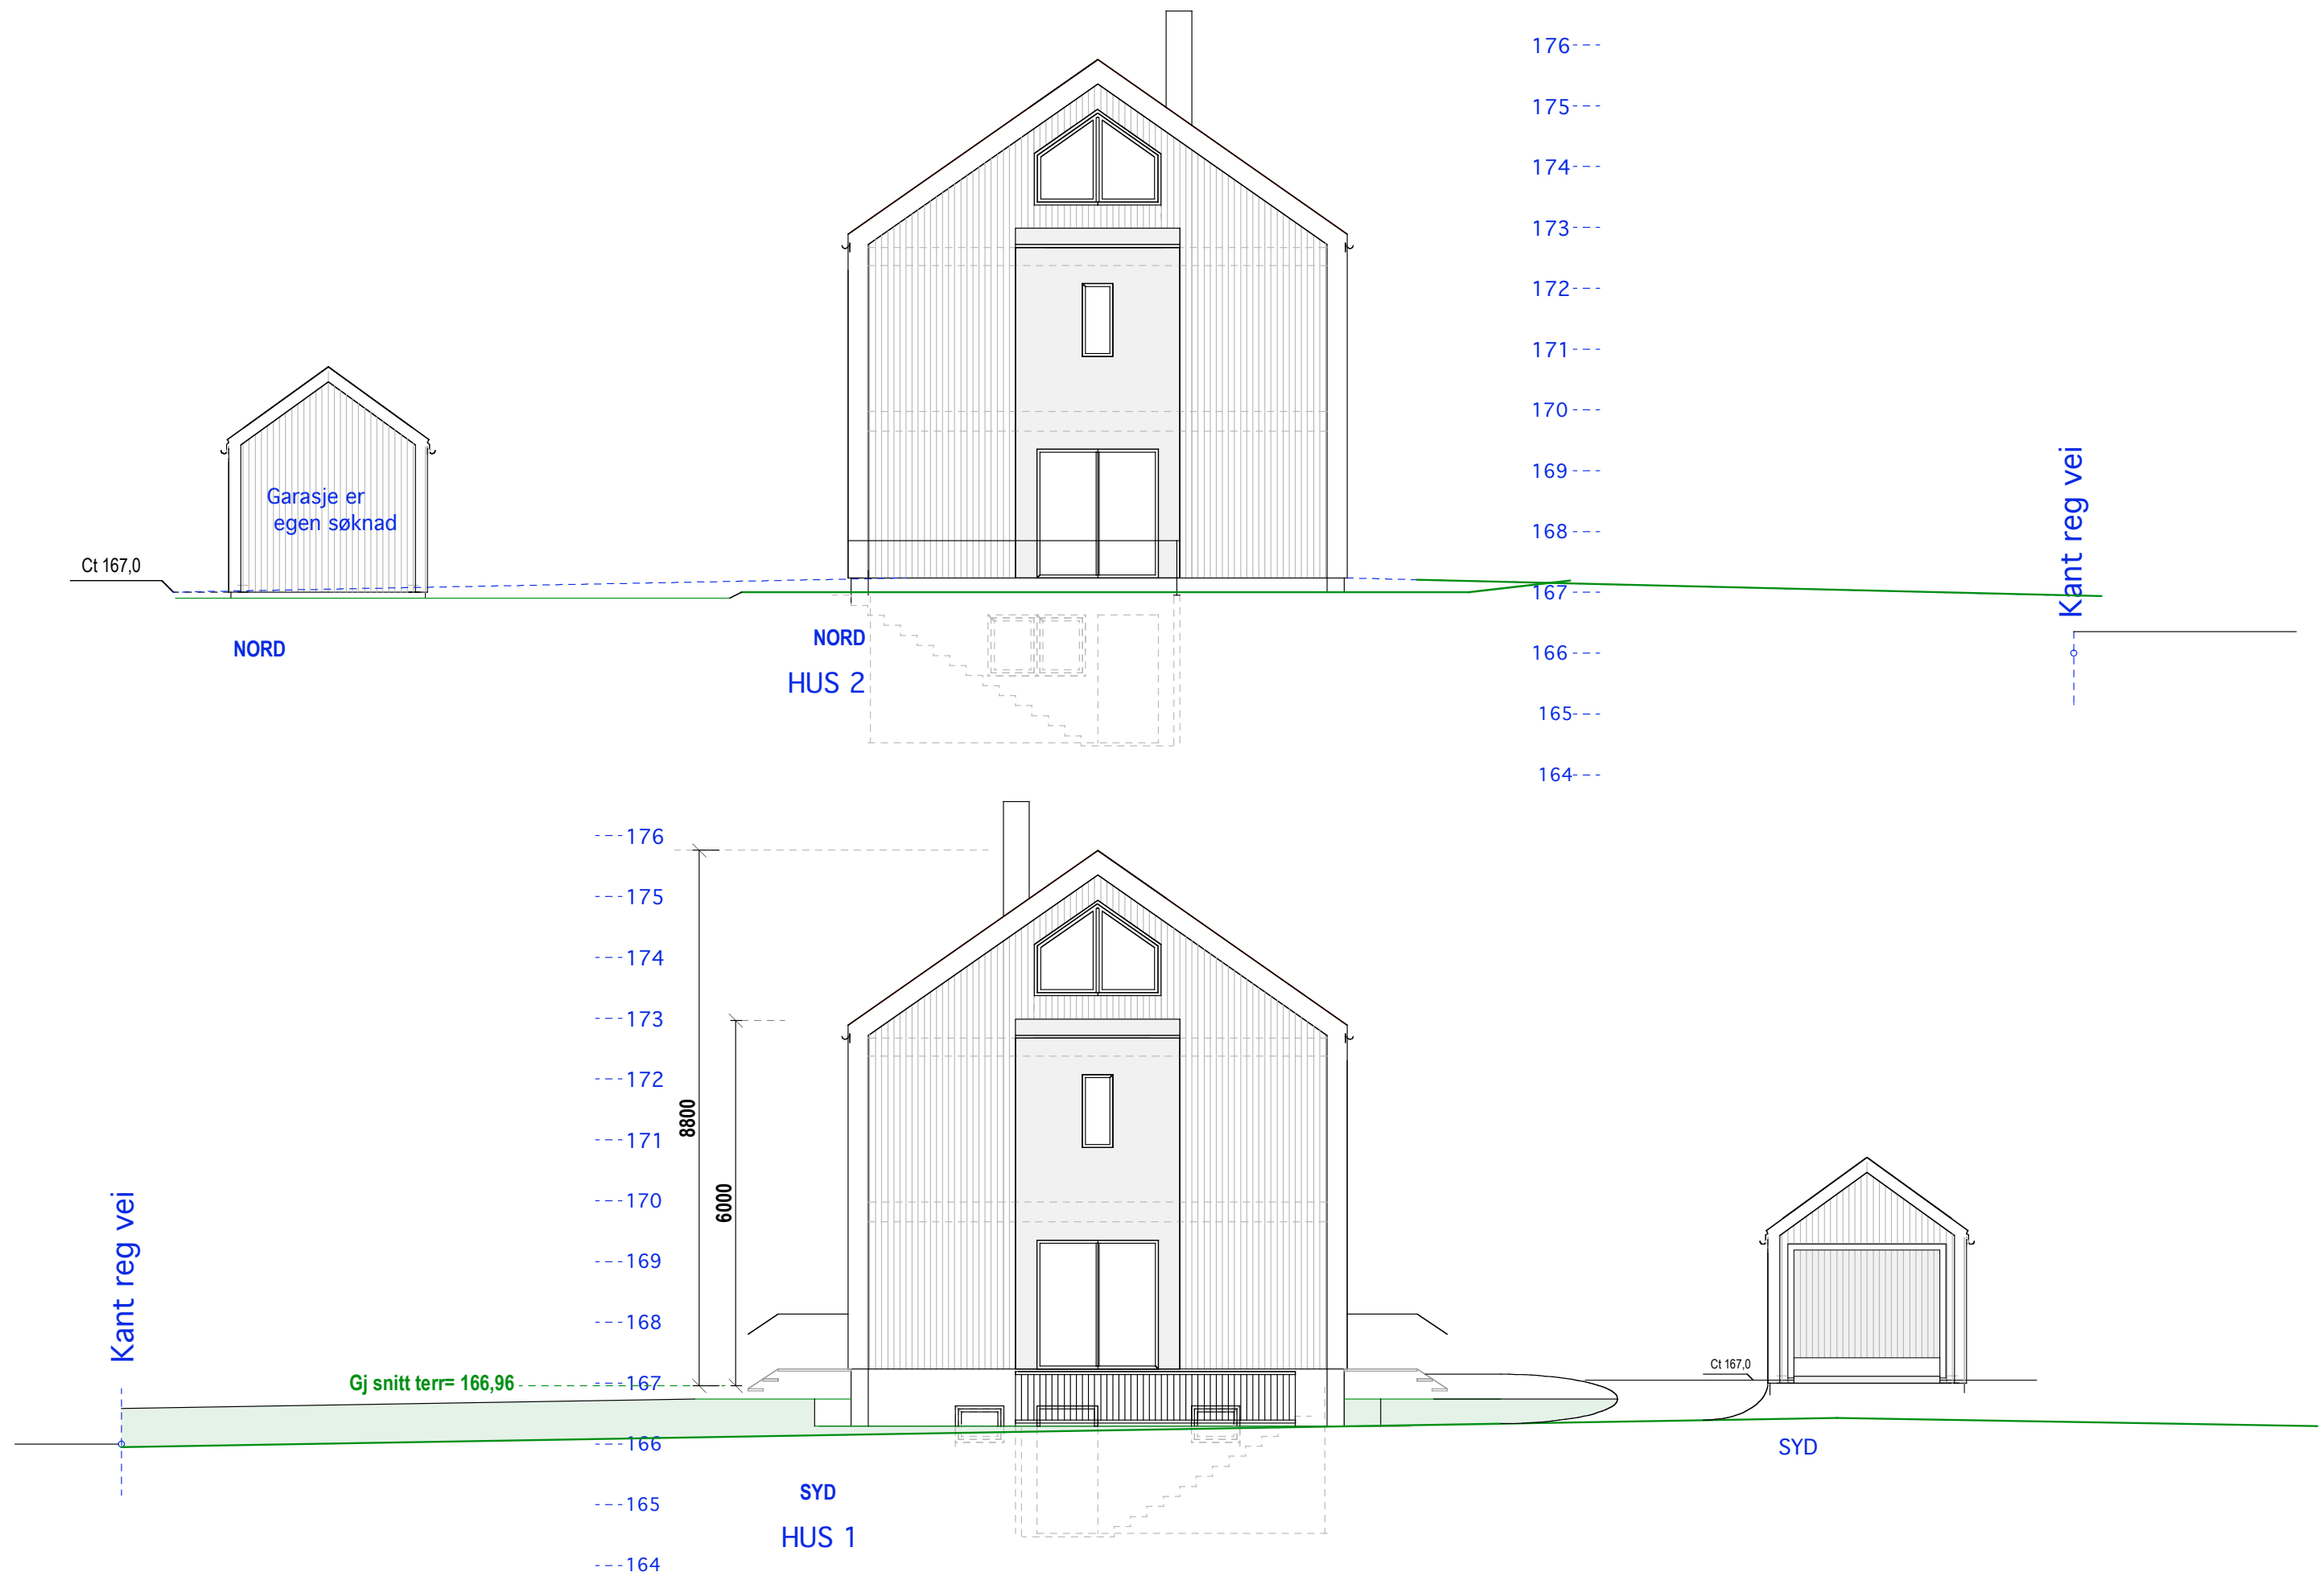 176
175
174
173
172
171
170
169
168
167
166
165
164
Kant reg vei
Garasje er
egen søknad
Ct 167,0
NORD
NORD
HUS 2
176
175
174
173
172
171
170
169
168
167
166
165
164
8800
6000
Kant reg vei
Gj snitt terr= 166,96
Ct 167,0
SYD
SYD
HUS 1